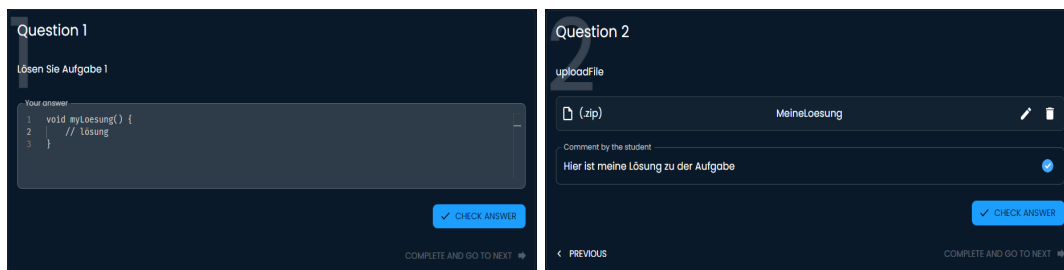 1
Question 1
Lösen Sie Aufgabe 1
Your answer
1 void myLoesung() {
2 // lösung
3 }
CHECK ANSWER
COMPLETE AND GO TO NEXT
2
Question 2
uploadFile
(.zip) MeineLoesung
Comment by the student
Hier ist meine Lösung zu der Aufgabe
CHECK ANSWER
PREVIOUS COMPLETE AND GO TO NEXT